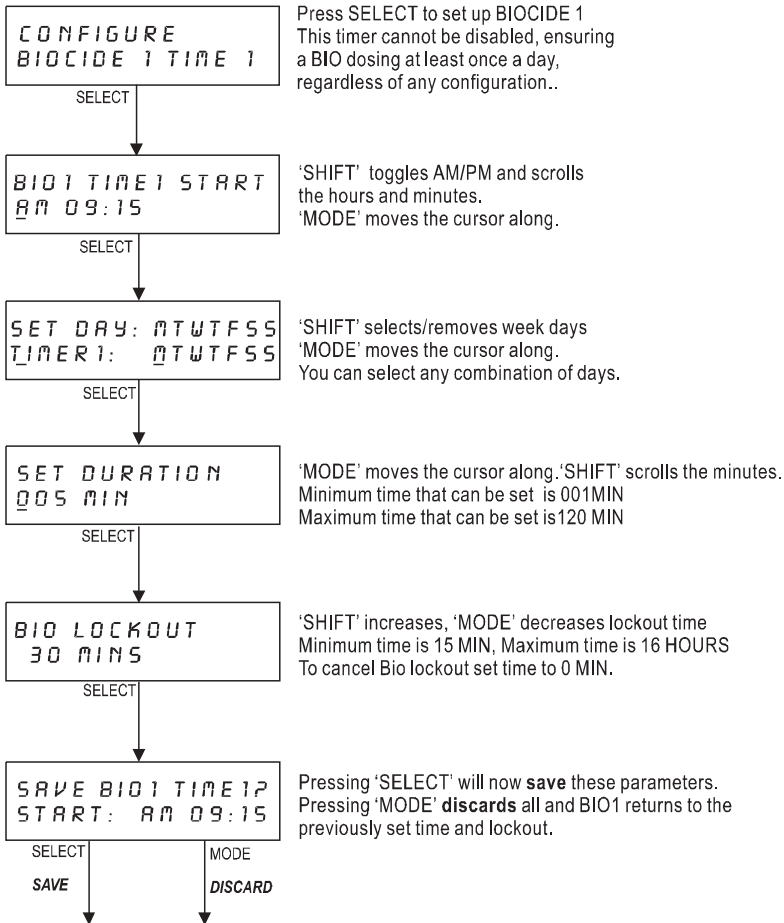 CONFIGURE
BIOCIDE 1 TIME 1
Press SELECT to set up BIOCIDE 1
This timer cannot be disabled, ensuring
a BIO dosing at least once a day,
regardless of any configuration..
SELECT
BIO1 TIME1 START
AM 09:15
'SHIFT' toggles AM/PM and scrolls
the hours and minutes.
'MODE' moves the cursor along.
SELECT
SET DAY: MTWTFSS
TIMER1: MTWTFSS
'SHIFT' selects/removes week days
'MODE' moves the cursor along.
You can select any combination of days.
SELECT
SET DURATION
005 MIN
'MODE' moves the cursor along.'SHIFT' scrolls the minutes.
Minimum time that can be set is 001MIN
Maximum time that can be set is120 MIN
SELECT
BIO LOCKOUT
30 MINS
'SHIFT' increases, 'MODE' decreases lockout time
Minimum time is 15 MIN, Maximum time is 16 HOURS
To cancel Bio lockout set time to 0 MIN.
SELECT
SAVE BIO1 TIME1?
START: AM 09:15
Pressing 'SELECT' will now save these parameters.
Pressing 'MODE' discards all and BIO1 returns to the
previously set time and lockout.
SELECT MODE
SAVE DISCARD